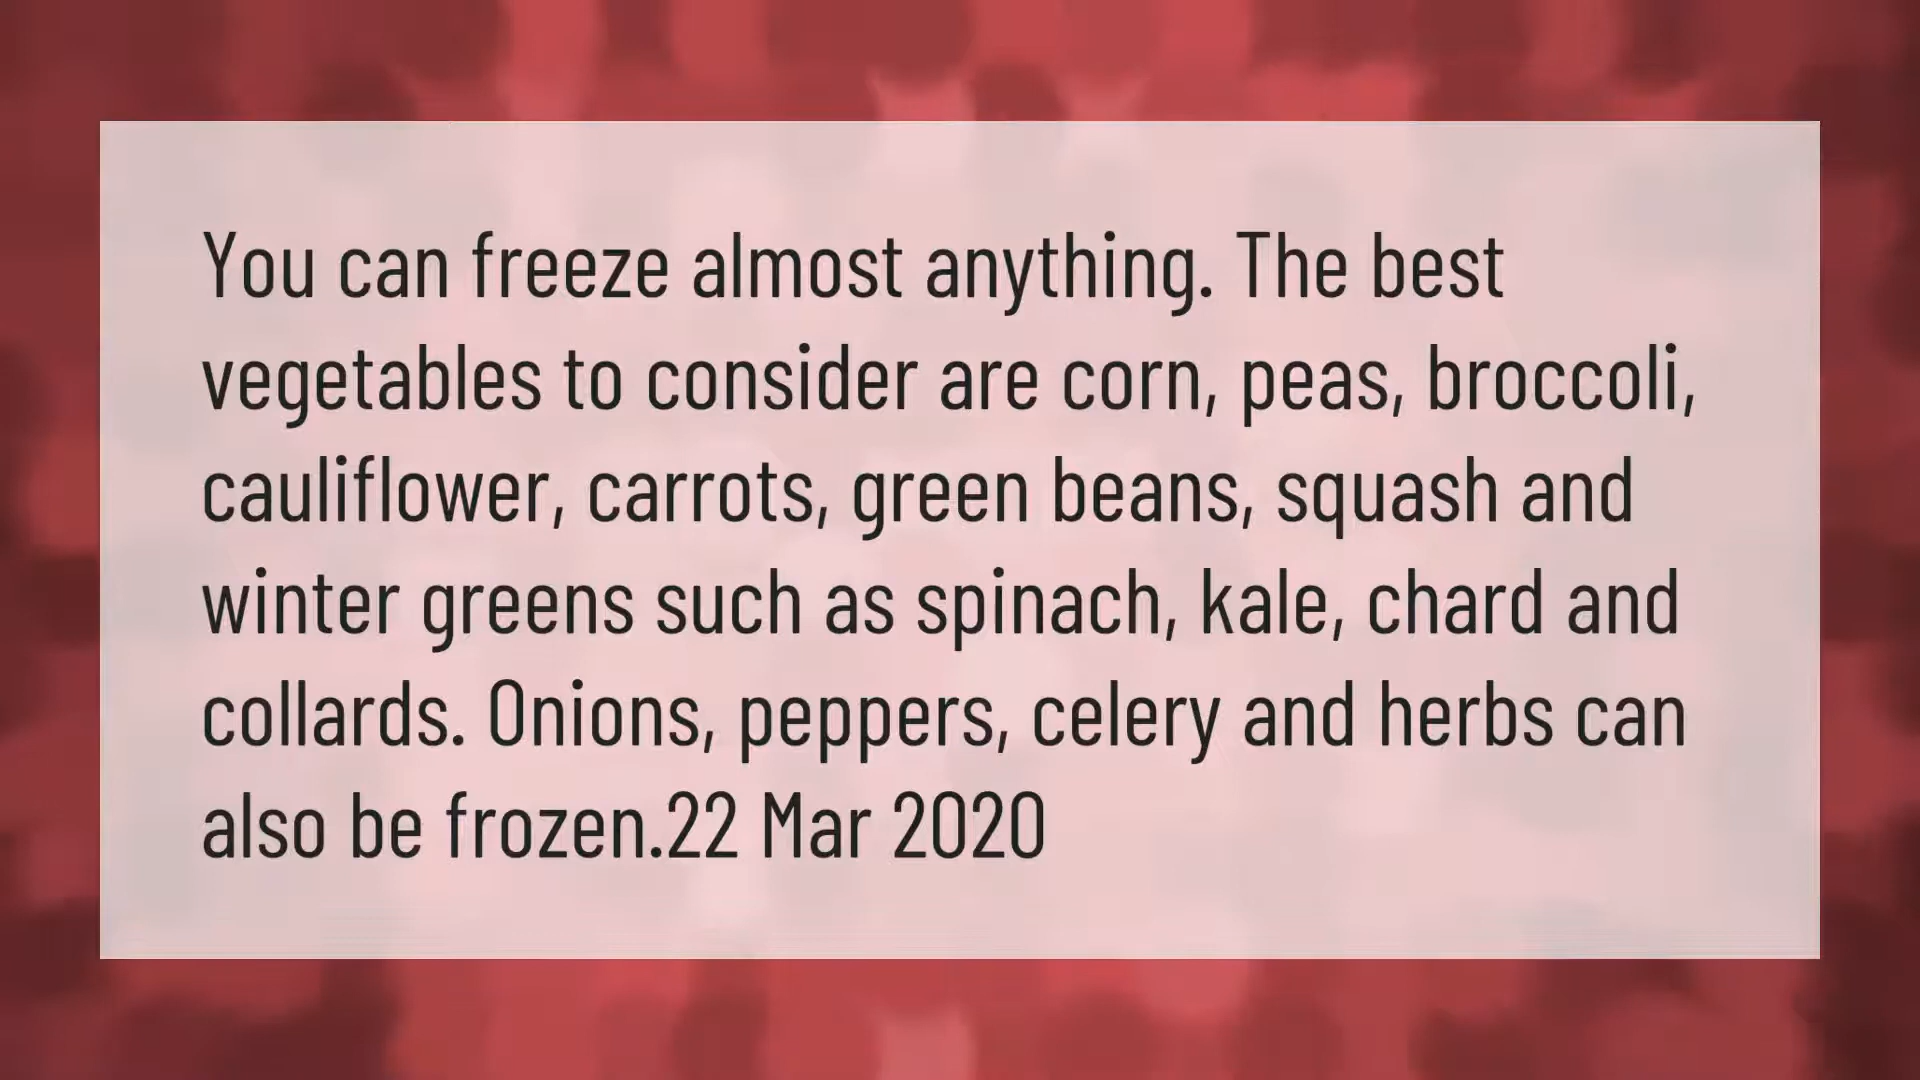 You can freeze almost anything. The best
vegetables to consider are corn, peas, broccoli,
cauliflower, carrots, green beans, squash and
winter greens such as spinach, kale, chard and
collards. Onions, peppers, celery and herbs can
also be frozen.22 Mar 2020